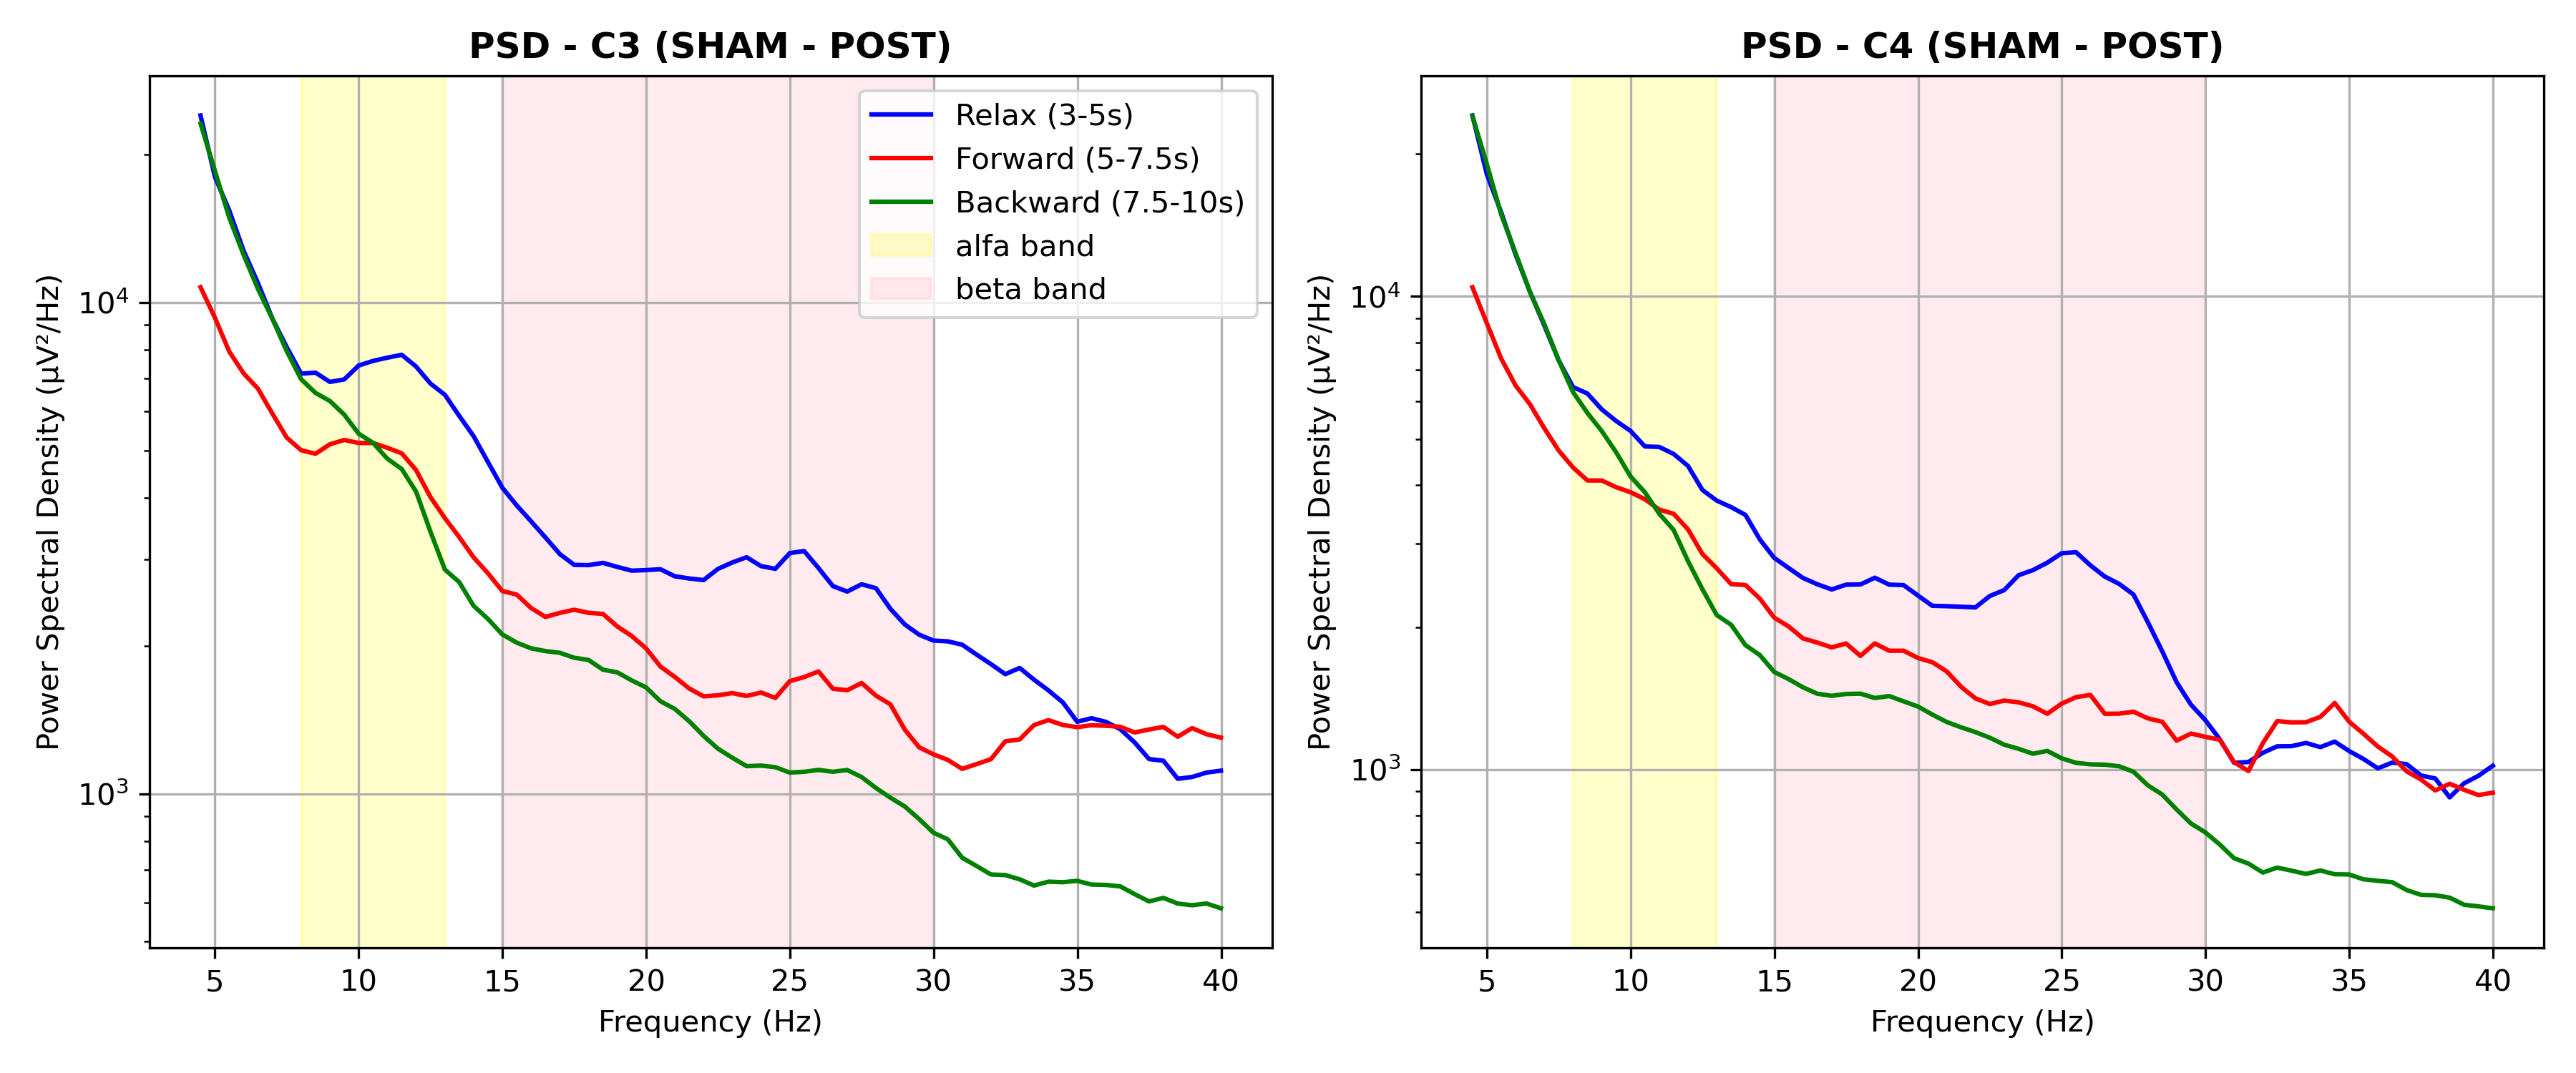 PSD - C3 (SHAM - POST)
Power Spectral Density (µV²/Hz)
10⁴
10³
Relax (3-5s)
Forward (5-7.5s)
Backward (7.5-10s)
alfa band
beta band
5 10 15 20 25 30 35 40
Frequency (Hz)
PSD - C4 (SHAM - POST)
Power Spectral Density (µV²/Hz)
10⁴
10³
5 10 15 20 25 30 35 40
Frequency (Hz)